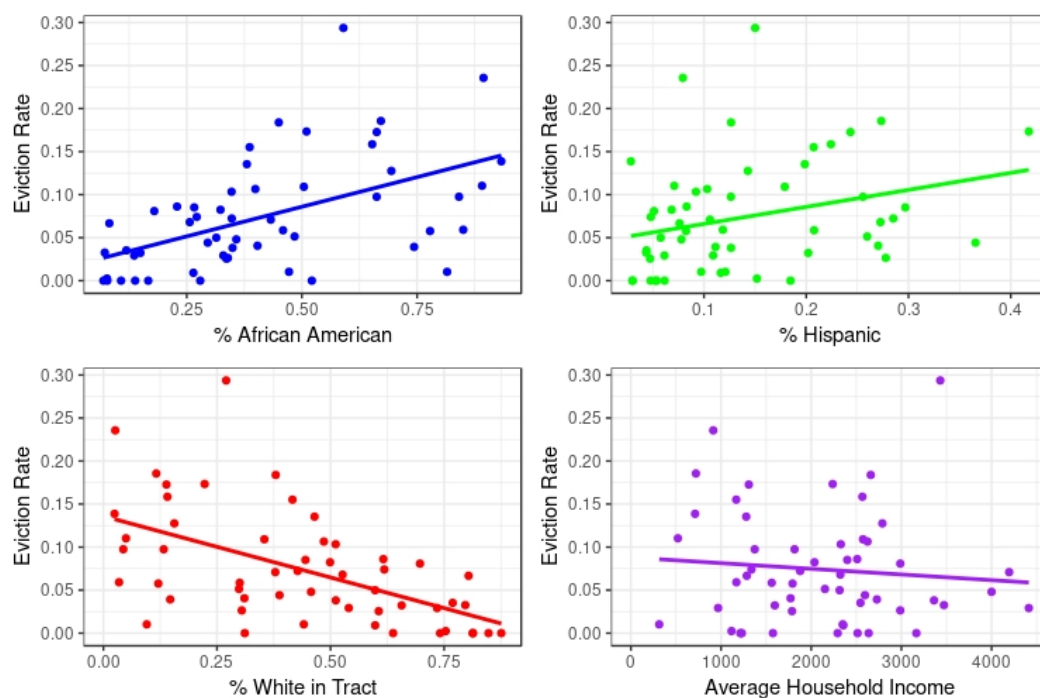 0.30
0.25
0.20
0.15
0.10
0.05
0.00
Eviction Rate
0.25 0.50 0.75
% African American
0.30
0.25
0.20
0.15
0.10
0.05
0.00
Eviction Rate
0.1 0.2 0.3 0.4
% Hispanic
0.30
0.25
0.20
0.15
0.10
0.05
0.00
Eviction Rate
0.00 0.25 0.50 0.75
% White in Tract
0.30
0.25
0.20
0.15
0.10
0.05
0.00
Eviction Rate
0 1000 2000 3000 4000
Average Household Income